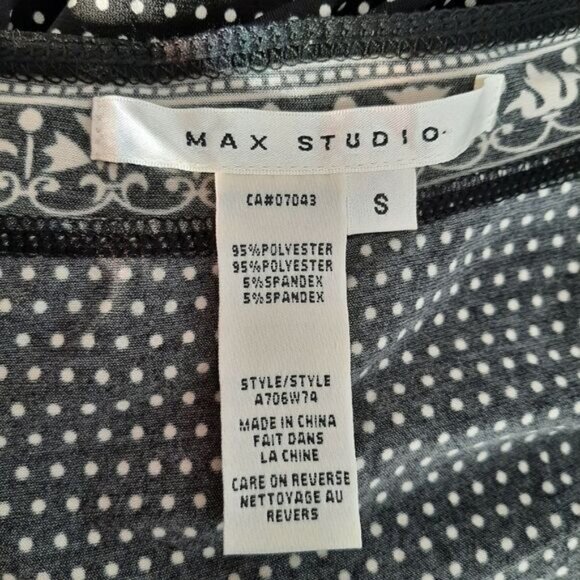 MAX STUDIO.
CA#07043
S
95%POLYESTER
95%POLYESTER
5%SPANDEX
5%SPANDEX
STYLE/STYLE
A706W74
MADE IN CHINA
FAIT DANS
LA CHINE
CARE ON REVERSE
NETTOYAGE AU
REVERS